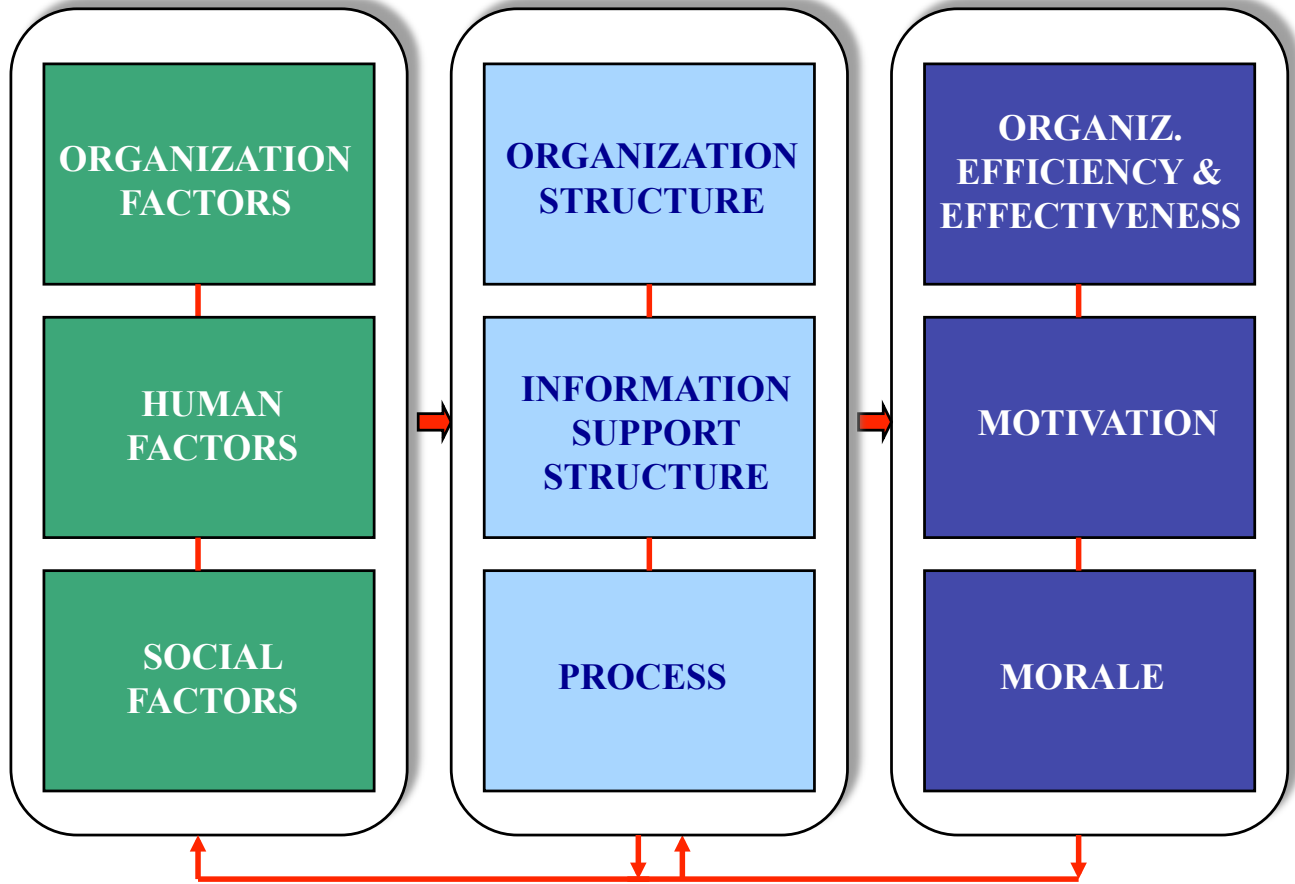 ORGANIZATION
FACTORS
HUMAN
FACTORS
SOCIAL
FACTORS
ORGANIZATION
STRUCTURE
INFORMATION
SUPPORT
STRUCTURE
PROCESS
ORGANIZ.
EFFICIENCY &
EFFECTIVENESS
MOTIVATION
MORALE